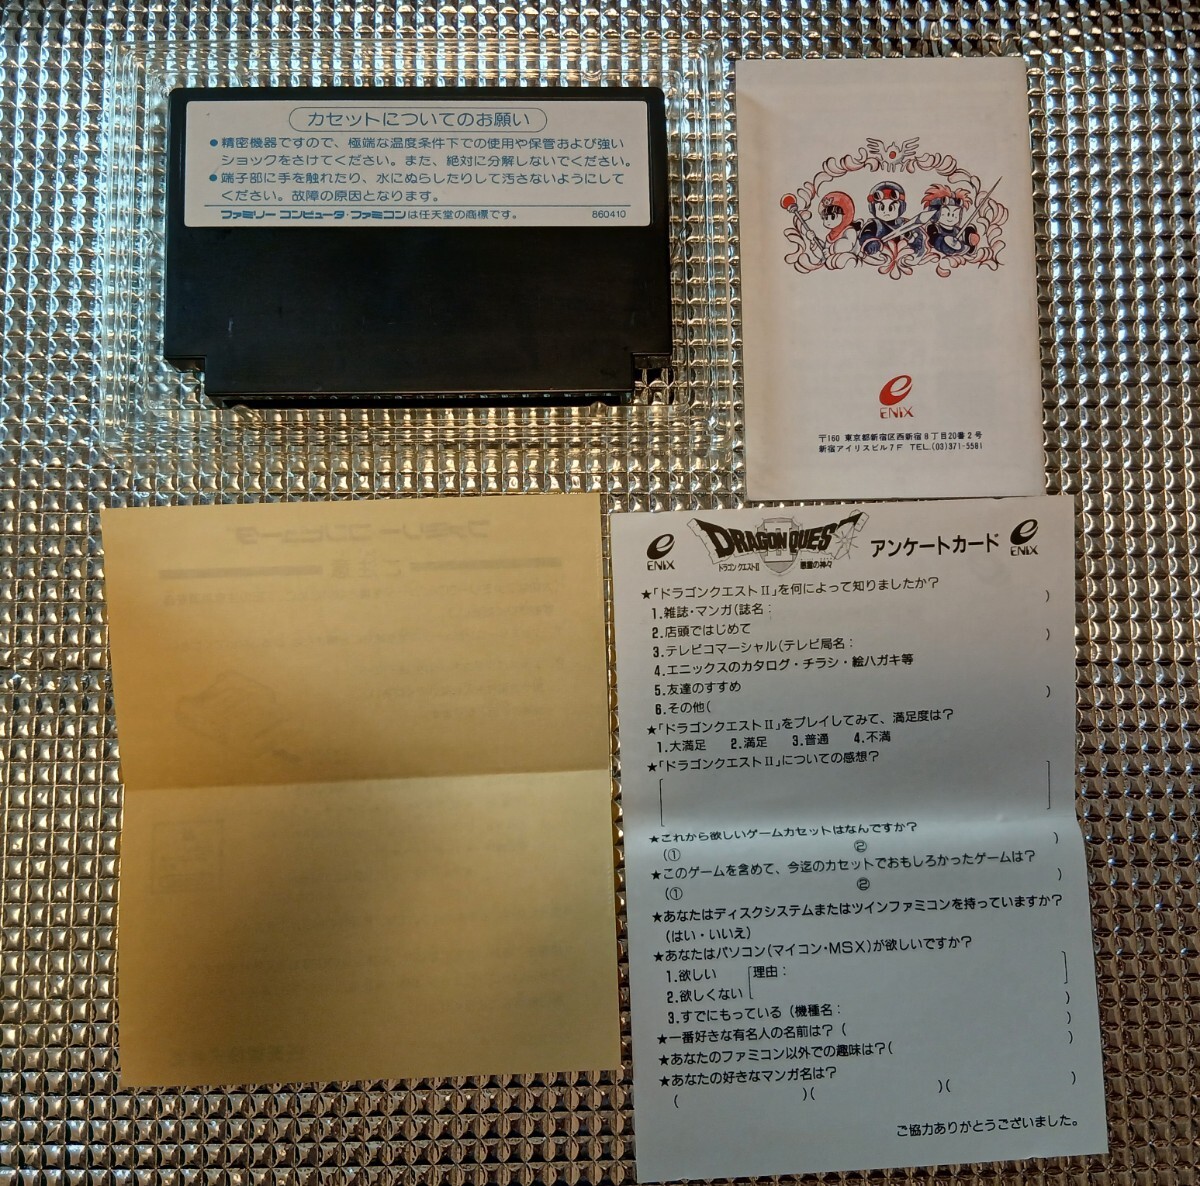 カセットについてのお願い
●精密機器ですので、極端な温度条件下での使用や保管および強い
ショックをさけてください。また、絶対に分解しないでください。
●端子部に手を触れたり、水にぬらしたりして汚さないようにして
ください。故障の原因となります。
ファミリー コンピュータ・ファミコンは任天堂の商標です。 860410
e
ENIX
〒160 東京都新宿区西新宿8丁目20番2号
新宿アイリスビル7F TEL.(03)371-5581
ファミリー コンピュータ
e ENIX DRAGON QUEST アンケートカード e ENIX
ドラゴンクエストII 悪霊の神々
★「ドラゴンクエストII」を何によって知りましたか?
1.雑誌・マンガ(誌名: )
2.店頭ではじめて
3.テレビコマーシャル(テレビ局名: )
4.エニックスのカタログ・チラシ・絵ハガキ等
5.友達のすすめ
6.その他( )
★「ドラゴンクエストII」をプレイしてみて、満足度は?
1.大満足 2.満足 3.普通 4.不満
★「ドラゴンクエストII」についての感想?
★これから欲しいゲームカセットはなんですか?
(① ② )
★このゲームを含めて、今迄のカセットでおもしろかったゲームは?
(① ② )
★あなたはディスクシステムまたはツインファミコンを持っていますか?
(はい・いいえ)
★あなたはパソコン(マイコン・MSX)が欲しいですか?
1.欲しい [理由: ]
2.欲しくない
3.すでにもっている (機種名: )
★一番好きな有名人の名前は? ( )
★あなたのファミコン以外での趣味は?( )
★あなたの好きなマンガ名は?
( )( )( )
ご協力ありがとうございました。